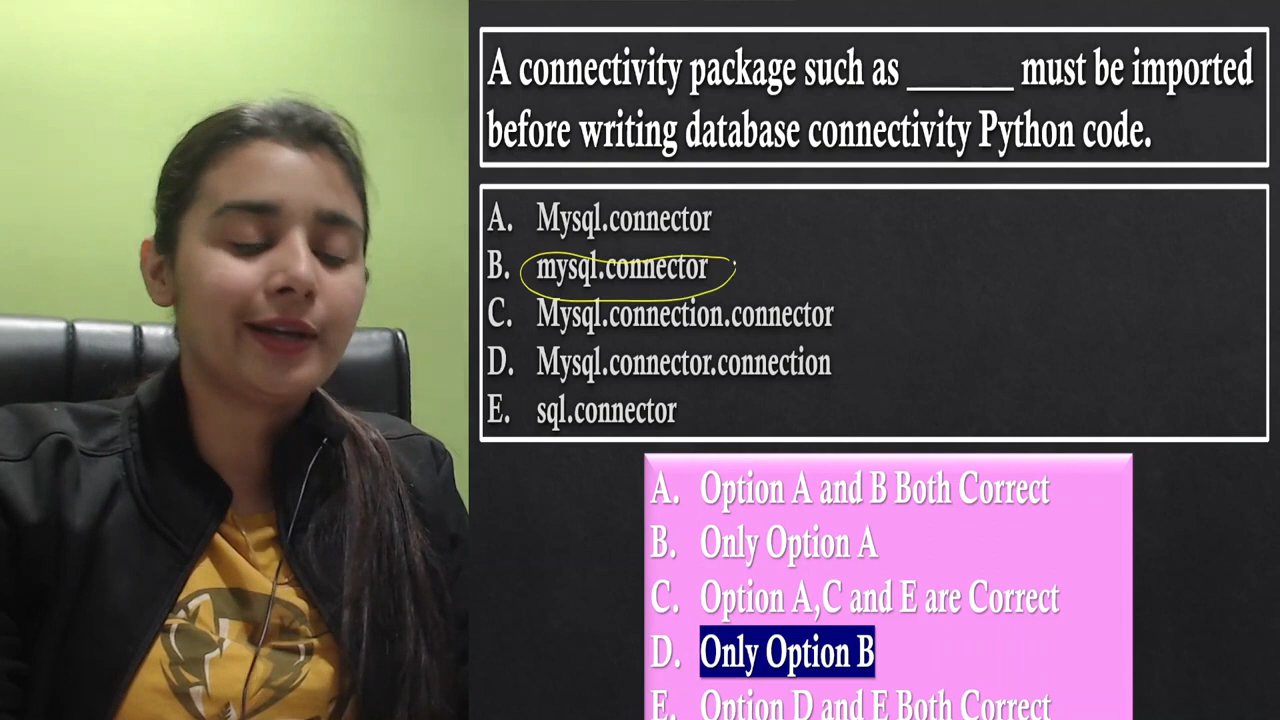 A connectivity package such as ______ must be imported
before writing database connectivity Python code.
A. Mysql.connector
B. mysql.connector
C. Mysql.connection.connector
D. Mysql.connector.connection
E. sql.connector
A. Option A and B Both Correct
B. Only Option A
C. Option A,C and E are Correct
D. Only Option B
E. Option D and E Both Correct